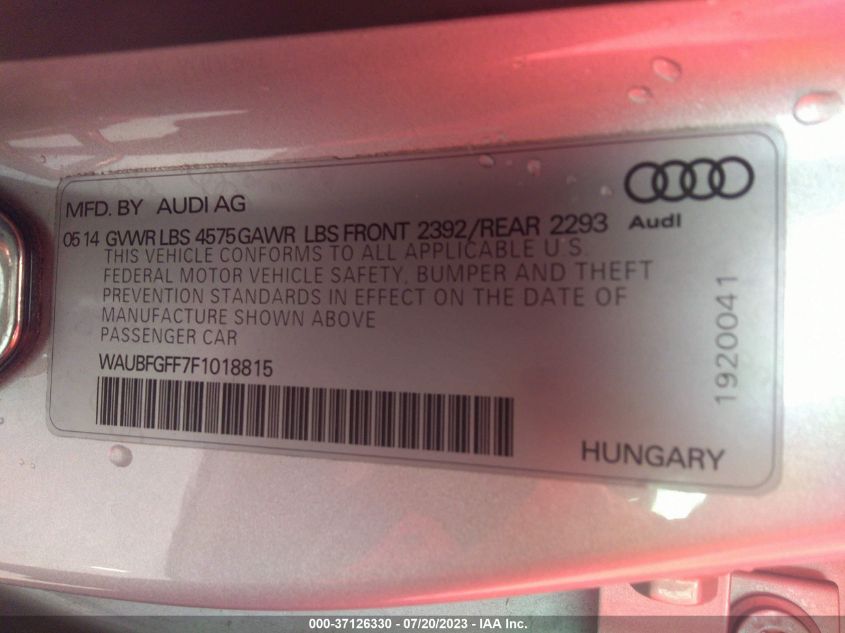 MFD. BY AUDI AG
Audi
0514 GVWR LBS 4575 GAWR LBS FRONT 2392/REAR 2293
THIS VEHICLE CONFORMS TO ALL APPLICABLE U.S.
FEDERAL MOTOR VEHICLE SAFETY, BUMPER AND THEFT
PREVENTION STANDARDS IN EFFECT ON THE DATE OF
MANUFACTURE SHOWN ABOVE
PASSENGER CAR
WAUBFGFF7F1018815
1920041
HUNGARY
000-37126330 / 07/20/2023 - IAA Inc.